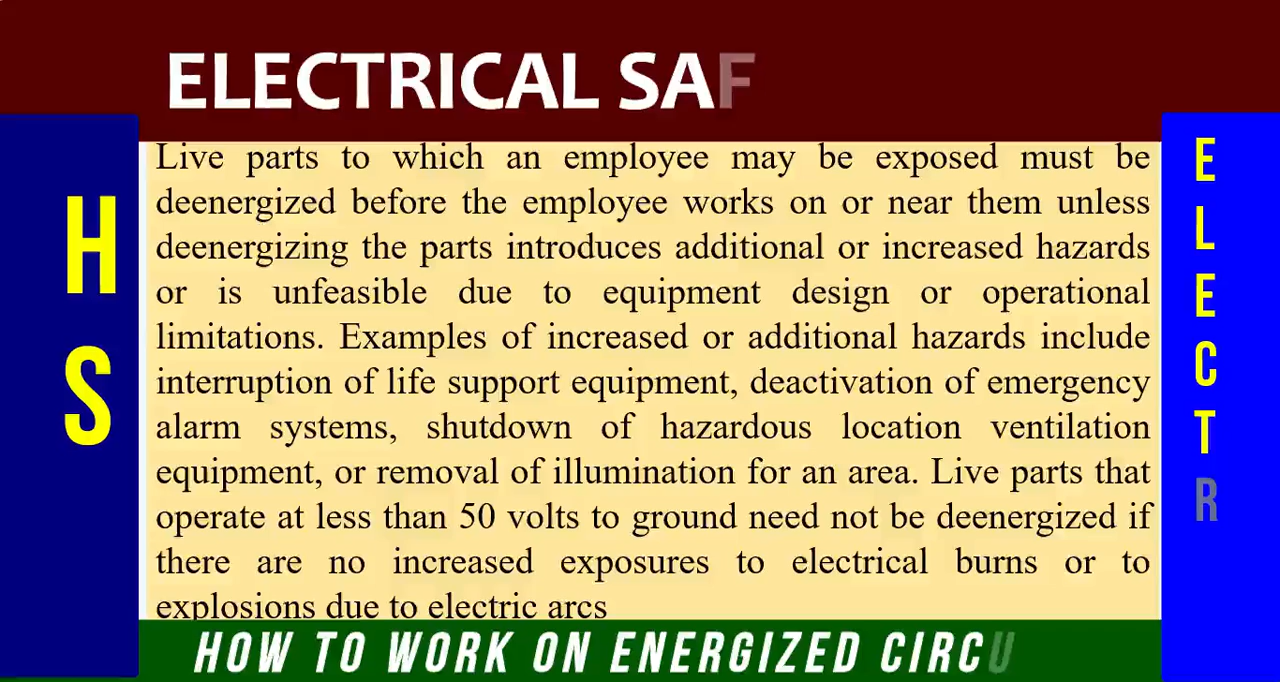 ELECTRICAL SAF
H
S
Live parts to which an employee may be exposed must be
deenergized before the employee works on or near them unless
deenergizing the parts introduces additional or increased hazards
or is unfeasible due to equipment design or operational
limitations. Examples of increased or additional hazards include
interruption of life support equipment, deactivation of emergency
alarm systems, shutdown of hazardous location ventilation
equipment, or removal of illumination for an area. Live parts that
operate at less than 50 volts to ground need not be deenergized if
there are no increased exposures to electrical burns or to
explosions due to electric arcs
E
L
E
C
T
R
HOW TO WORK ON ENERGIZED CIRCU